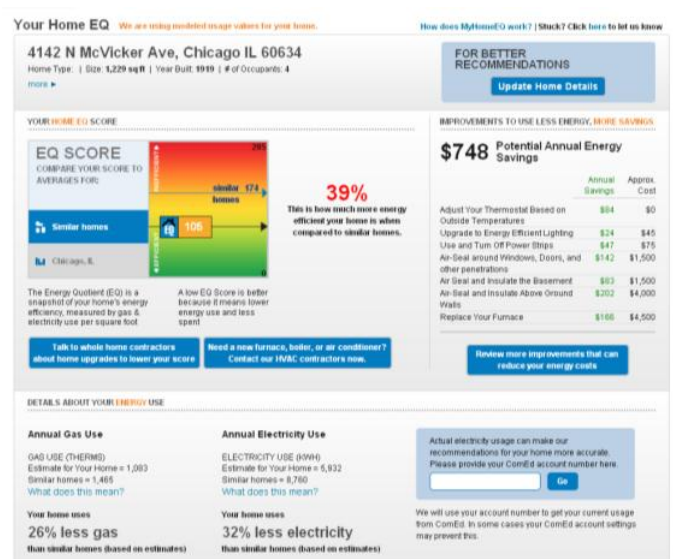 Your Home EQ We are using modeled usage values for your home. How does MyHomeEQ work? | Stuck? Click here to let us know
4142 N McVicker Ave, Chicago IL 60634
Home Type: | Size: 1,229 sq ft | Year Built: 1919 | # of Occupants: 4
more ►
FOR BETTER
RECOMMENDATIONS
Update Home Details
YOUR HOME EQ SCORE
EQ SCORE
COMPARE YOUR SCORE TO
AVERAGES FOR:
Similar homes
Chicago, IL
INEFFICIENT
EFFICIENT
265
similar 174
homes
EQ 106
0
39%
This is how much more energy
efficient your home is when
compared to similar homes.
The Energy Quotient (EQ) is a
snapshot of your home's energy
efficiency, measured by gas &
electricity use per square foot
A low EQ Score is better
because it means lower
energy use and less
spent
Talk to whole home contractors
about home upgrades to lower your score
Need a new furnace, boiler, or air conditioner?
Contact our HVAC contractors now.
IMPROVEMENTS TO USE LESS ENERGY, MORE SAVINGS
$748 Potential Annual Energy
Savings
Annual Approx.
Savings Cost
Adjust Your Thermostat Based on $84 $0
Outside Temperatures
Upgrade to Energy Efficient Lighting $24 $45
Use and Turn Off Power Strips $47 $75
Air-Seal around Windows, Doors, and $142 $1,500
other penetrations
Air Seal and Insulate the Basement $83 $1,500
Air-Seal and Insulate Above Ground $202 $4,000
Walls
Replace Your Furnace $166 $4,500
Review more improvements that can
reduce your energy costs
DETAILS ABOUT YOUR ENERGY USE
Annual Gas Use
GAS USE (THERMS)
Estimate for Your Home = 1,083
Similar homes = 1,465
What does this mean?
Your home uses
26% less gas
than similar homes (based on estimates)
Annual Electricity Use
ELECTRICITY USE (KWH)
Estimate for Your Home = 5,932
Similar homes = 8,760
What does this mean?
Your home uses
32% less electricity
than similar homes (based on estimates)
Actual electricity usage can make our
recommendations for your home more accurate.
Please provide your ComEd account number here.
Go
We will use your account number to get your current usage
from ComEd. In some cases your ComEd account settings
may prevent this.